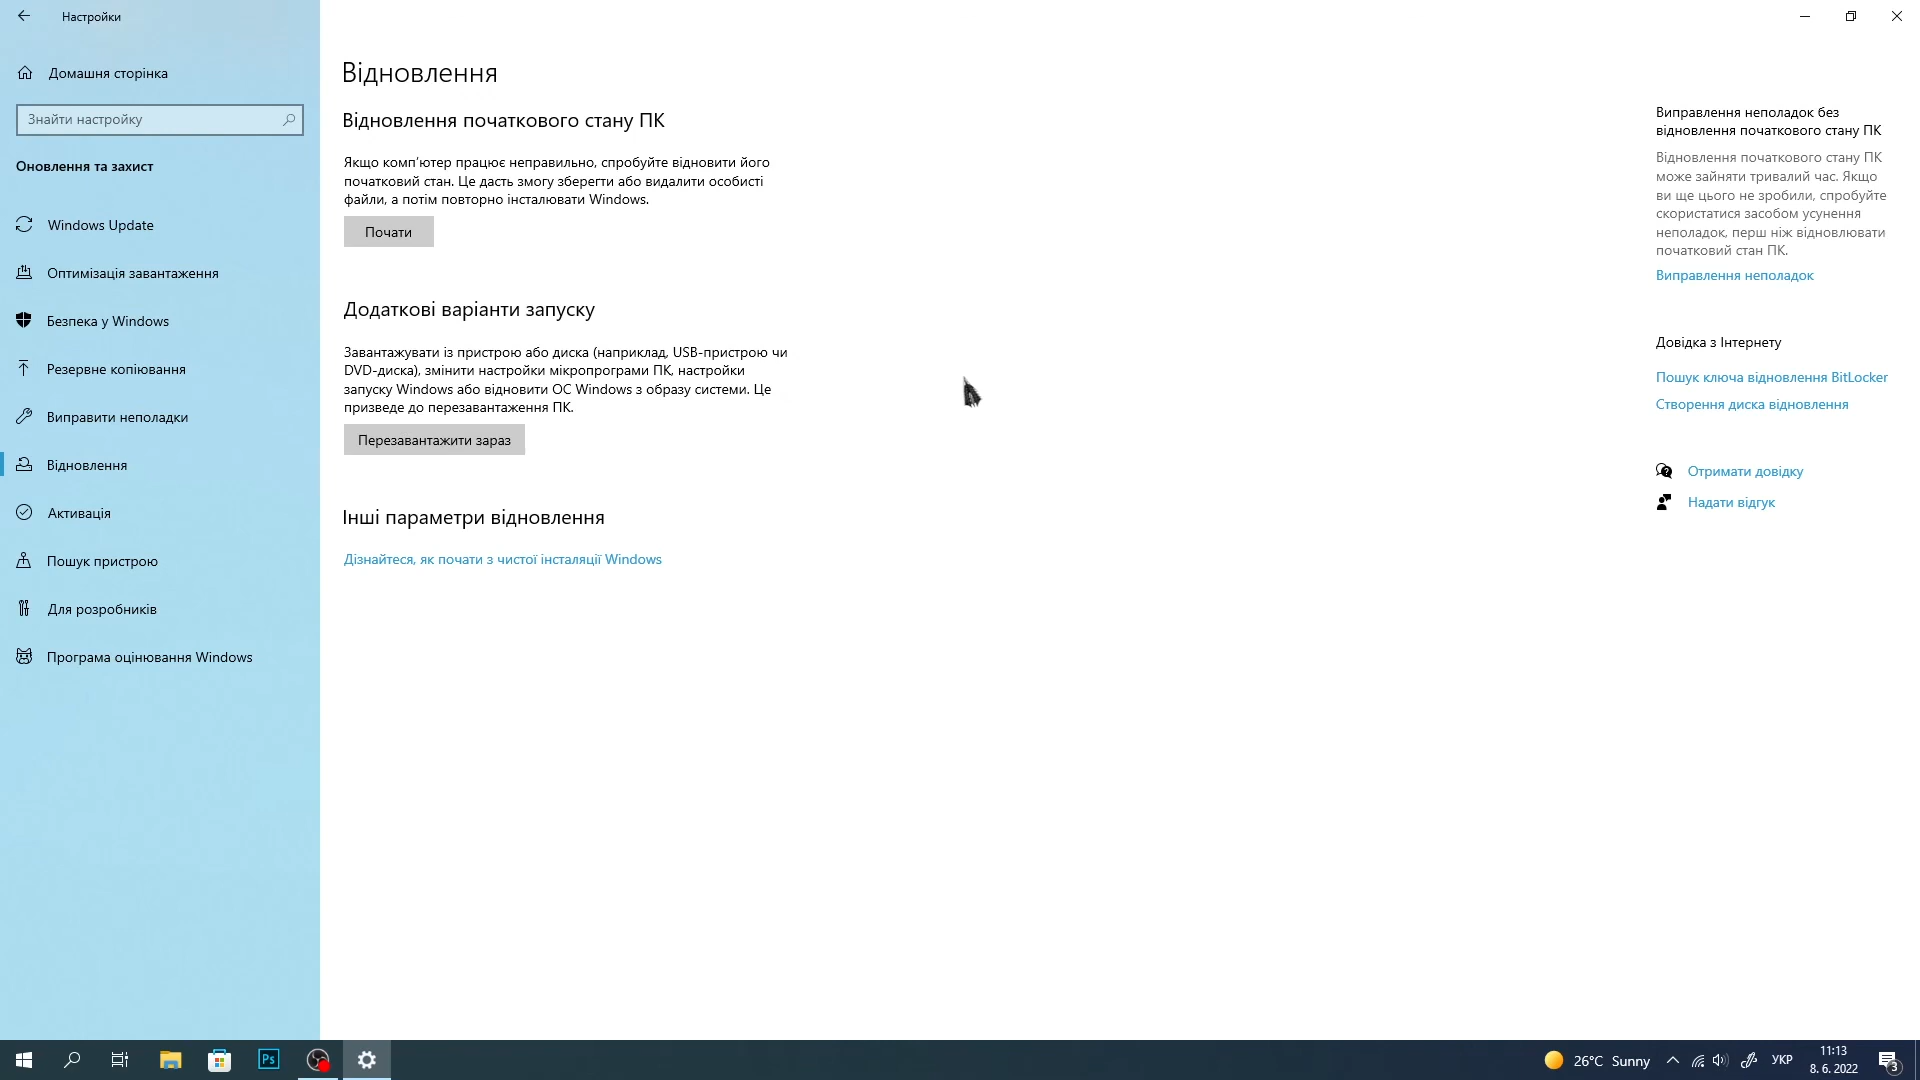 Настройки
Домашня сторінка
Знайти настройку
Оновлення та захист
Windows Update
Оптимізація завантаження
Безпека у Windows
Резервне копіювання
Виправити неполадки
Відновлення
Активація
Пошук пристрою
Для розробників
Програма оцінювання Windows
Відновлення
Відновлення початкового стану ПК
Якщо комп’ютер працює неправильно, спробуйте відновити його
початковий стан. Це дасть змогу зберегти або видалити особисті
файли, а потім повторно інсталювати Windows.
Почати
Додаткові варіанти запуску
Завантажувати із пристрою або диска (наприклад, USB-пристрою чи
DVD-диска), змінити настройки мікропрограми ПК, настройки
запуску Windows або відновити ОС Windows з образу системи. Це
призведе до перезавантаження ПК.
Перезавантажити зараз
Інші параметри відновлення
Дізнайтеся, як почати з чистої інсталяції Windows
Виправлення неполадок без
відновлення початкового стану ПК
Відновлення початкового стану ПК
може зайняти тривалий час. Якщо
ви ще цього не зробили, спробуйте
скористатися засобом усунення
неполадок, перш ніж відновлювати
початковий стан ПК.
Виправлення неполадок
Довідка з Інтернету
Пошук ключа відновлення BitLocker
Створення диска відновлення
Отримати довідку
Надати відгук
Ps
26°C Sunny
УКР
11:13
8. 6. 2022
3